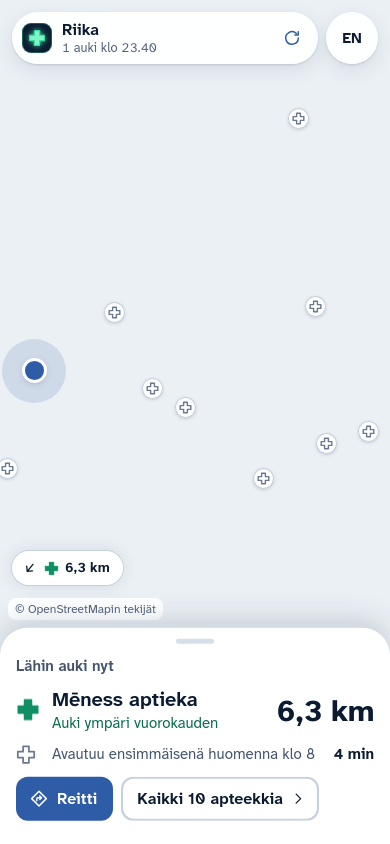 Riika
1 auki klo 23.40
EN
6,3 km
© OpenStreetMapin tekijät
Lähin auki nyt
Mēness aptieka
6,3 km
Auki ympäri vuorokauden
Avautuu ensimmäisenä huomenna klo 8
4 min
Reitti
Kaikki 10 apteekkia